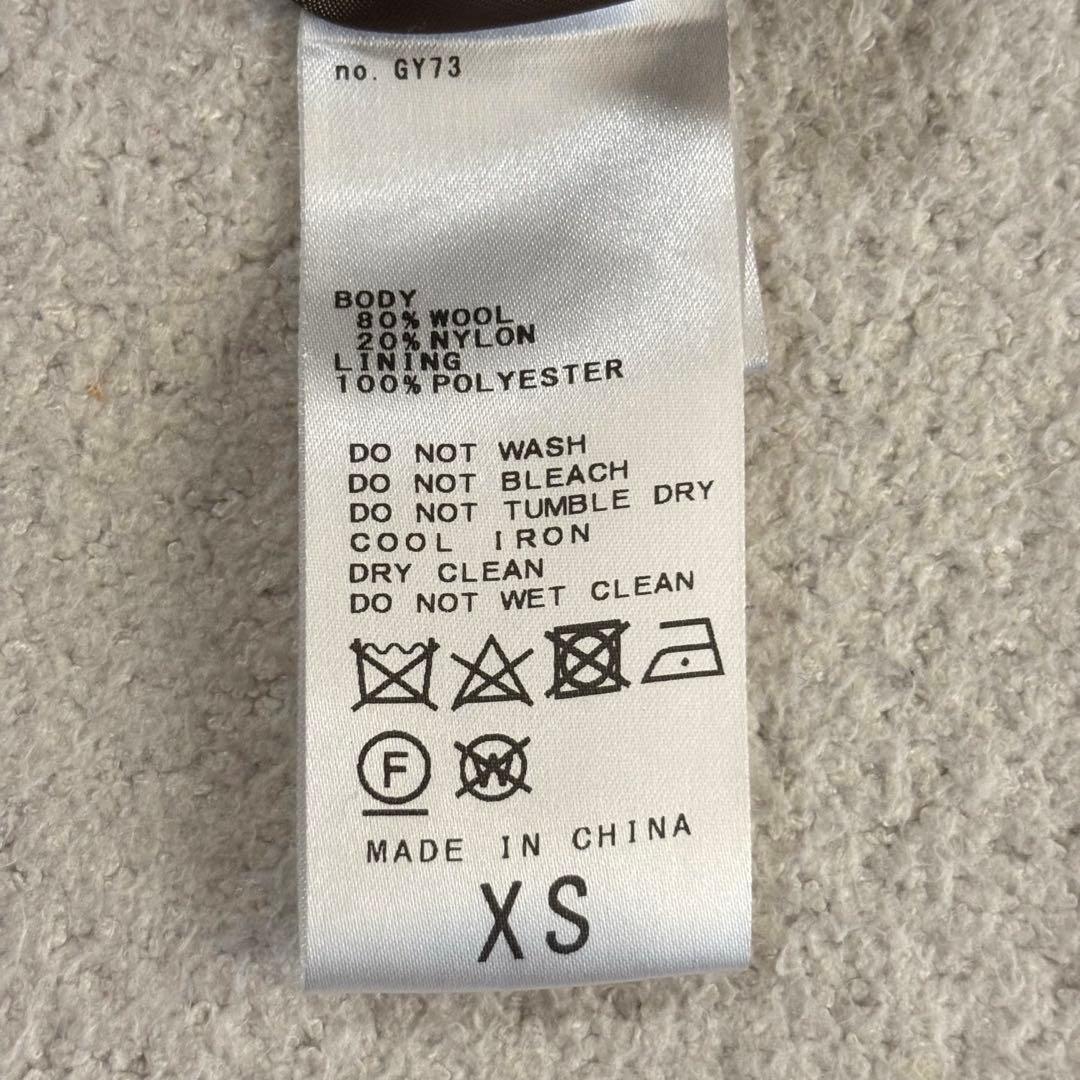 no. GY73
BODY
80% WOOL
20% NYLON
LINING
100% POLYESTER
DO NOT WASH
DO NOT BLEACH
DO NOT TUMBLE DRY
COOL IRON
DRY CLEAN
DO NOT WET CLEAN
F W
MADE IN CHINA
XS